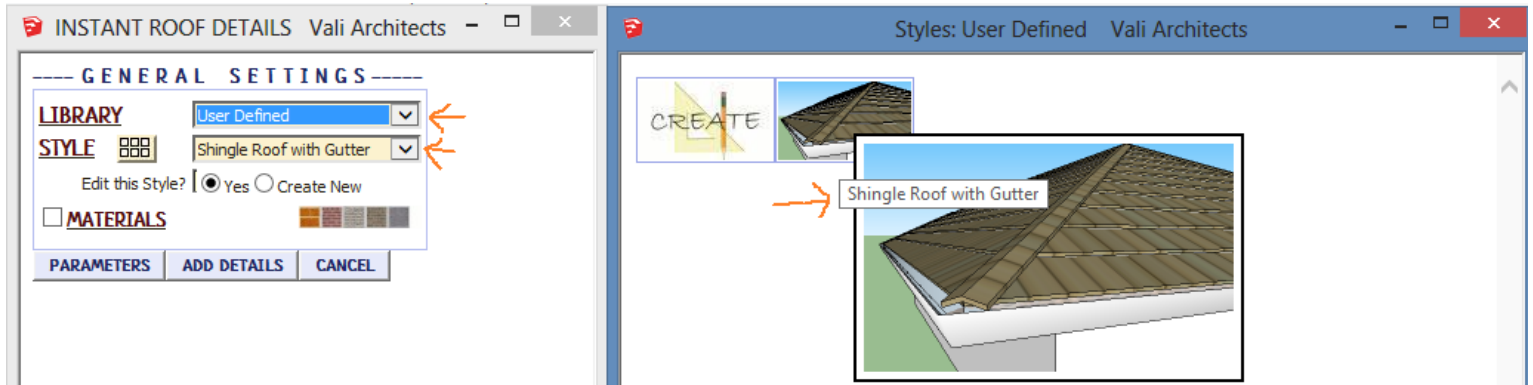 INSTANT ROOF DETAILS Vali Architects
---- GENERAL SETTINGS-----
LIBRARY User Defined
STYLE Shingle Roof with Gutter
Edit this Style? Yes Create New
MATERIALS
PARAMETERS ADD DETAILS CANCEL
Styles: User Defined Vali Architects
CREATE
Shingle Roof with Gutter